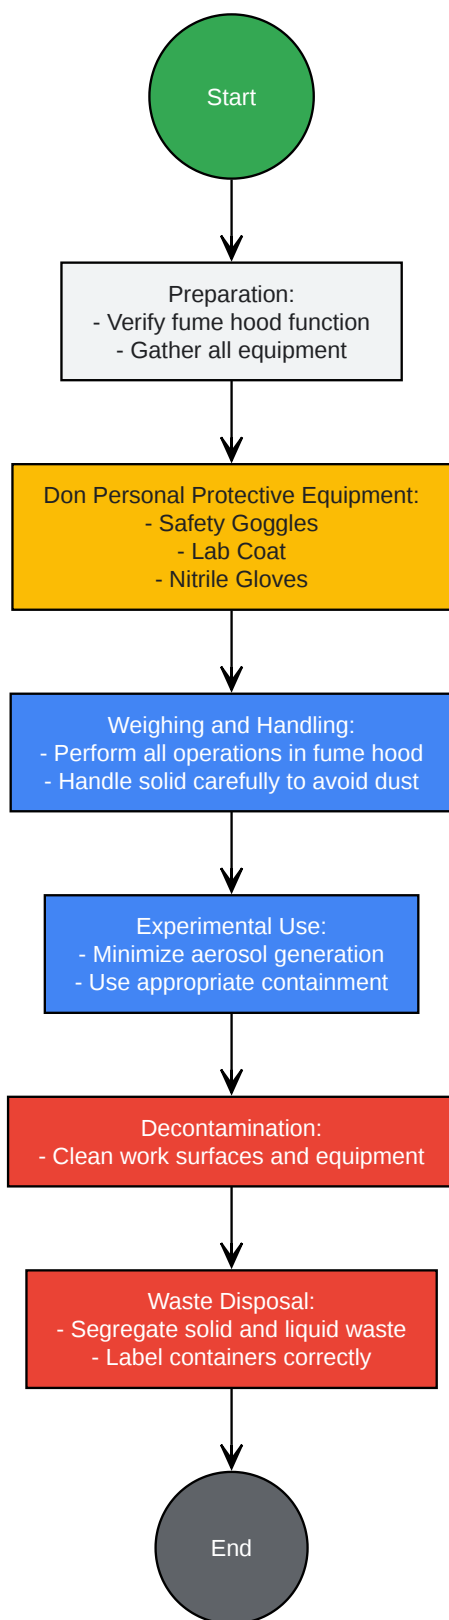 Start
Preparation:
- Verify fume hood function
- Gather all equipment
Don Personal Protective Equipment:
- Safety Goggles
- Lab Coat
- Nitrile Gloves
Weighing and Handling:
- Perform all operations in fume hood
- Handle solid carefully to avoid dust
Experimental Use:
- Minimize aerosol generation
- Use appropriate containment
Decontamination:
- Clean work surfaces and equipment
Waste Disposal:
- Segregate solid and liquid waste
- Label containers correctly
End